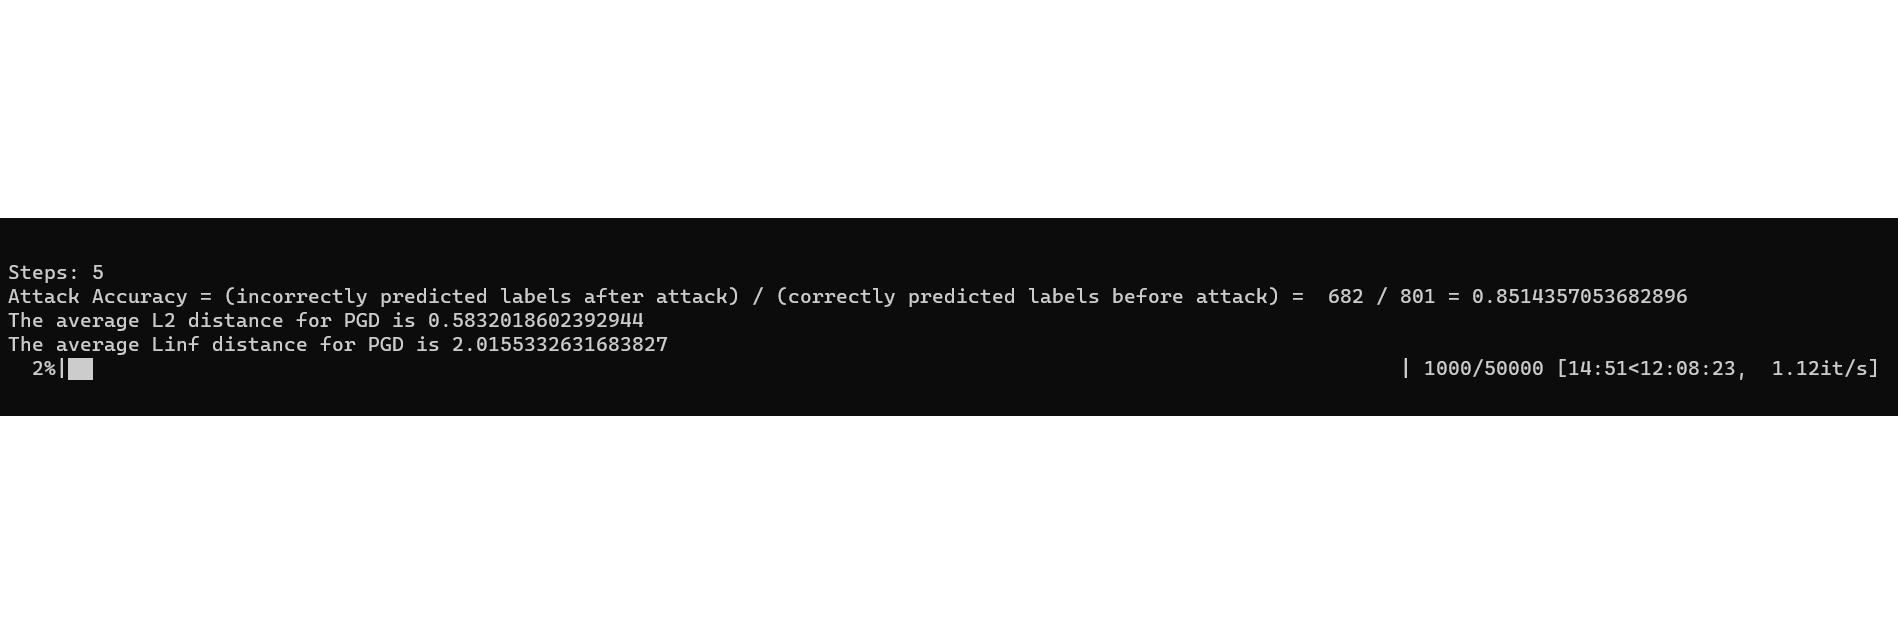 Steps: 5
Attack Accuracy = (incorrectly predicted labels after attack) / (correctly predicted labels before attack) =  682 / 801 = 0.8514357053682896
The average L2 distance for PGD is 0.5832018602392944
The average Linf distance for PGD is 2.0155332631683827
2%|██ | 1000/50000 [14:51<12:08:23,  1.12it/s]